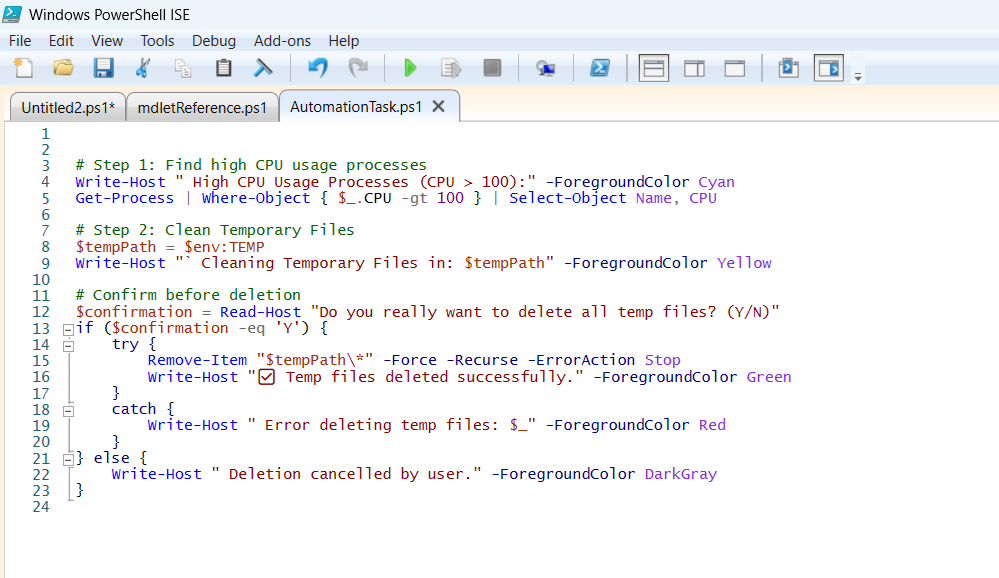 Windows PowerShell ISE
File Edit View Tools Debug Add-ons Help
Untitled2.ps1* mdletReference.ps1 AutomationTask.ps1
1
2
3 # Step 1: Find high CPU usage processes
4 Write-Host " High CPU Usage Processes (CPU > 100):" -ForegroundColor Cyan
5 Get-Process | Where-Object { $_.CPU -gt 100 } | Select-Object Name, CPU
6
7 # Step 2: Clean Temporary Files
8 $tempPath = $env:TEMP
9 Write-Host "` Cleaning Temporary Files in: $tempPath" -ForegroundColor Yellow
10
11 # Confirm before deletion
12 $confirmation = Read-Host "Do you really want to delete all temp files? (Y/N)"
13 if ($confirmation -eq 'Y') {
14     try {
15         Remove-Item "$tempPath\*" -Force -Recurse -ErrorAction Stop
16         Write-Host "☑ Temp files deleted successfully." -ForegroundColor Green
17     }
18     catch {
19         Write-Host " Error deleting temp files: $_" -ForegroundColor Red
20     }
21 } else {
22     Write-Host " Deletion cancelled by user." -ForegroundColor DarkGray
23 }
24